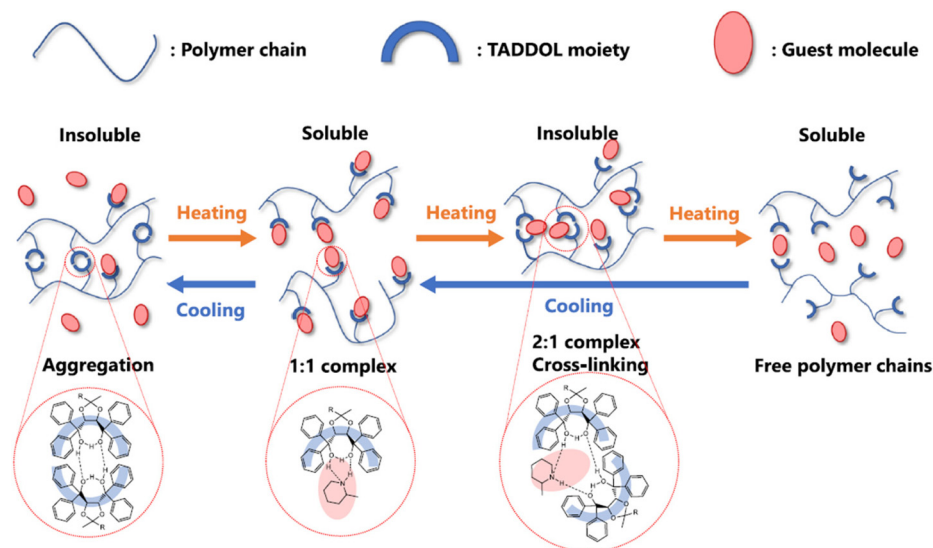 : Polymer chain
: TADDOL moiety
: Guest molecule
Insoluble
Soluble
Insoluble
Soluble
Heating
Heating
Heating
Cooling
Cooling
Aggregation
1:1 complex
2:1 complex
Cross-linking
Free polymer chains
R
O
O
O
H
O
H
H
O
H
O
O
O
R
R
O
O
O
H
O
H
H
N
R
O
O
O
H
O
H
H
N
H
H
O
H
O
O
O
R